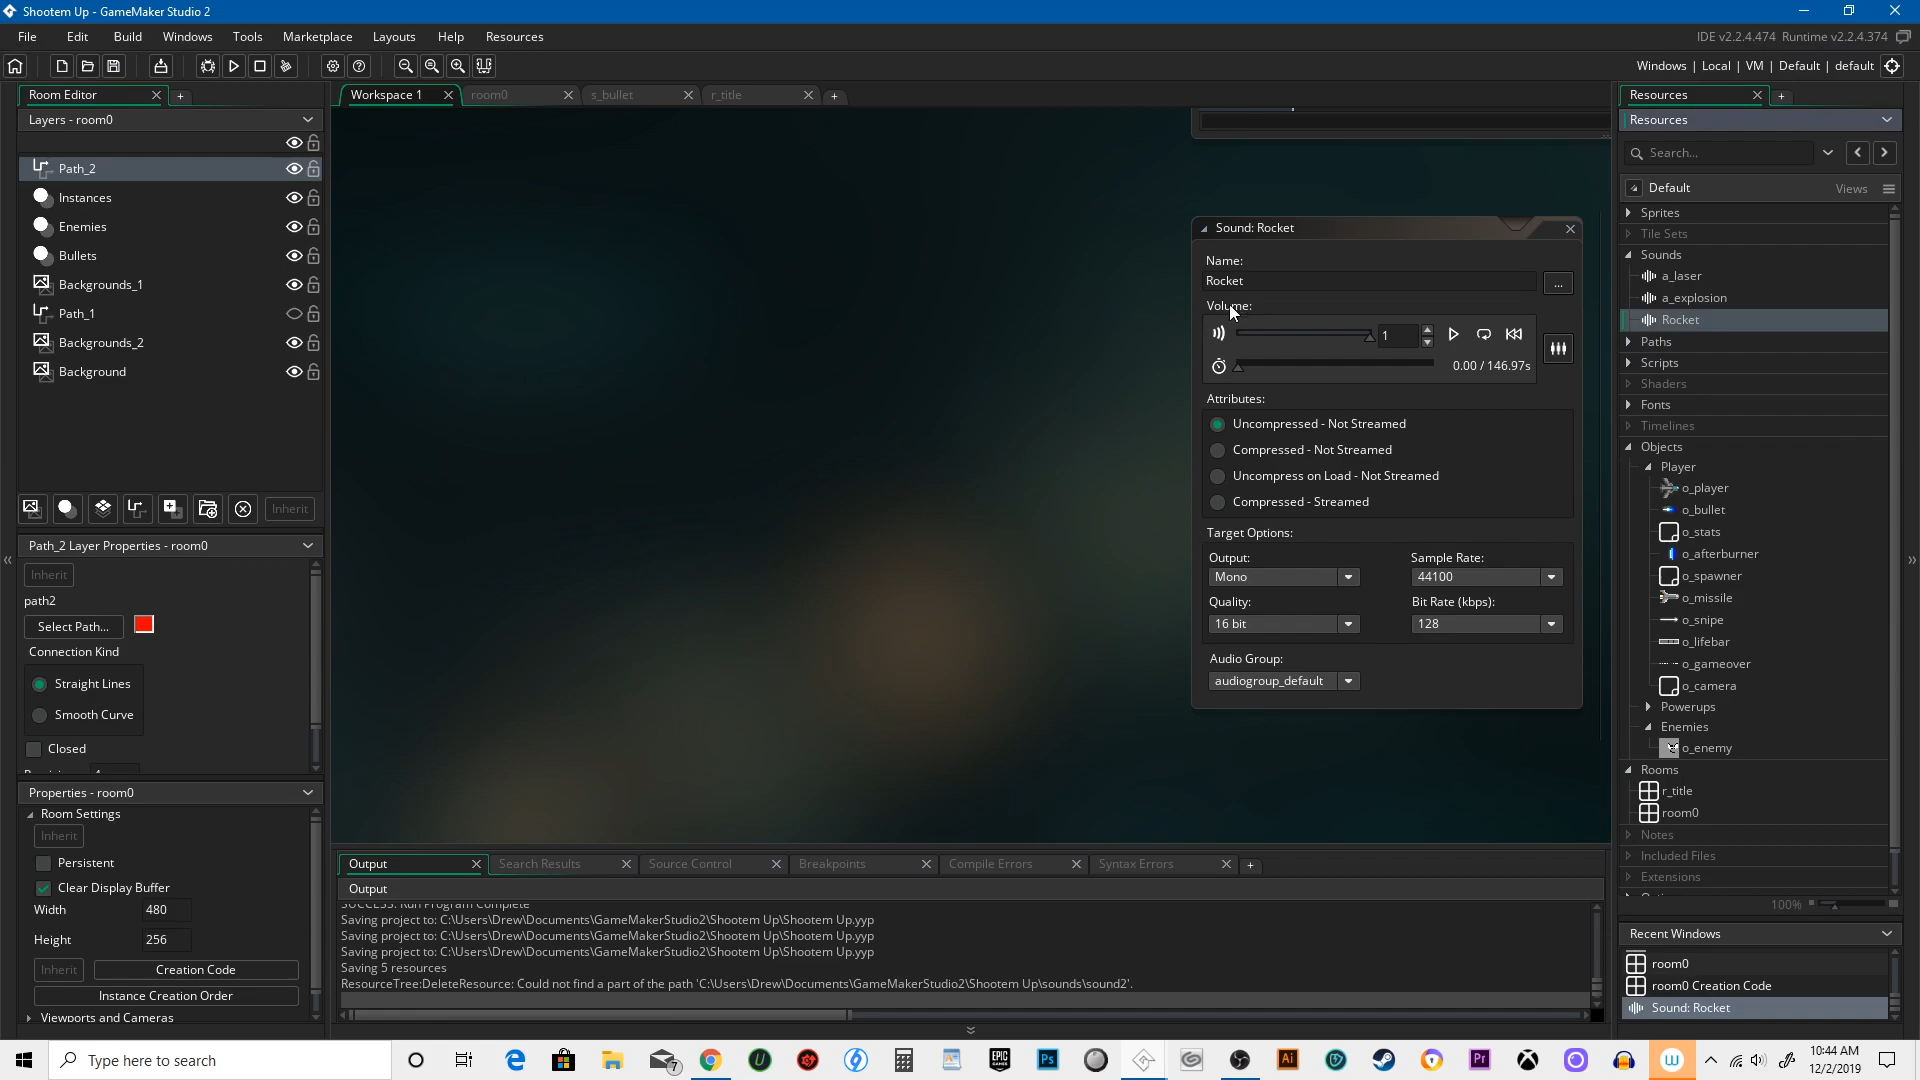 Shootem Up - GameMaker Studio 2
File Edit Build Windows Tools Marketplace Layouts Help Resources
IDE v2.2.4.474 Runtime v2.2.4.374
Windows | Local | VM | Default | default
Room Editor
Layers - room0
Path_2
Instances
Enemies
Bullets
Backgrounds_1
Path_1
Backgrounds_2
Background
Inherit
Path_2 Layer Properties - room0
Inherit
path2
Select Path...
Connection Kind
Straight Lines
Smooth Curve
Closed
Properties - room0
Room Settings
Inherit
Persistent
Clear Display Buffer
Width 480
Height 256
Inherit Creation Code
Instance Creation Order
Viewports and Cameras
Workspace 1 room0 s_bullet r_title
Sound: Rocket
Name:
Rocket
...
Volume:
1
0.00 / 146.97s
Attributes:
Uncompressed - Not Streamed
Compressed - Not Streamed
Uncompress on Load - Not Streamed
Compressed - Streamed
Target Options:
Output: Sample Rate:
Mono 44100
Quality: Bit Rate (kbps):
16 bit 128
Audio Group:
audiogroup_default
Output Search Results Source Control Breakpoints Compile Errors Syntax Errors
Output
SUCCESS: Run Program Complete
Saving project to: C:\Users\Drew\Documents\GameMakerStudio2\Shootem Up\Shootem Up.yyp
Saving project to: C:\Users\Drew\Documents\GameMakerStudio2\Shootem Up\Shootem Up.yyp
Saving project to: C:\Users\Drew\Documents\GameMakerStudio2\Shootem Up\Shootem Up.yyp
Saving 5 resources
ResourceTree:DeleteResource: Could not find a part of the path 'C:\Users\Drew\Documents\GameMakerStudio2\Shootem Up\sounds\sound2'.
Resources
Resources
Search...
Default Views
Sprites
Tile Sets
Sounds
a_laser
a_explosion
Rocket
Paths
Scripts
Shaders
Fonts
Timelines
Objects
Player
o_player
o_bullet
o_stats
o_afterburner
o_spawner
o_missile
o_snipe
o_lifebar
o_gameover
o_camera
Powerups
Enemies
o_enemy
Rooms
r_title
room0
Notes
Included Files
Extensions
100%
Recent Windows
room0
room0 Creation Code
Sound: Rocket
Type here to search
7
EPIC GAMES
Ps
Ai
Pr
W
10:44 AM
12/2/2019